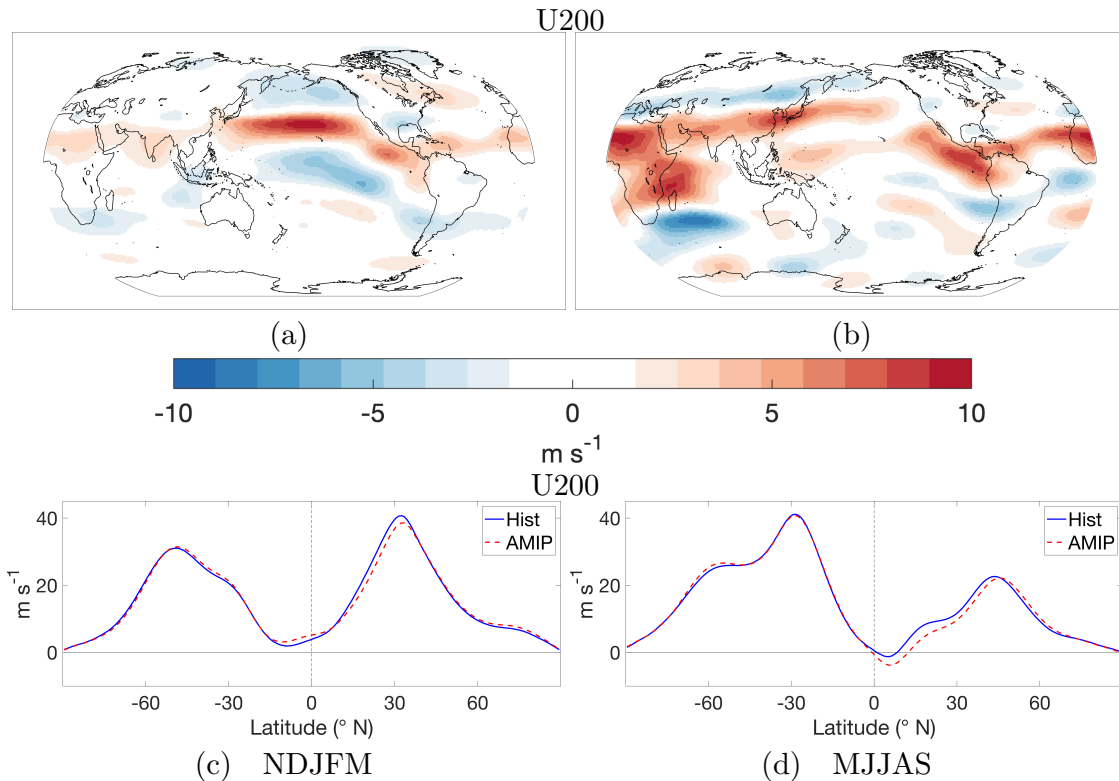 U200
(a)
(b)
-10 -5 0 5 10
m s⁻¹
U200
40
20
0
m s⁻¹
-60 -30 0 30 60
Latitude (° N)
Hist
AMIP
40
20
0
m s⁻¹
-60 -30 0 30 60
Latitude (° N)
Hist
AMIP
(c) NDJFM
(d) MJJAS